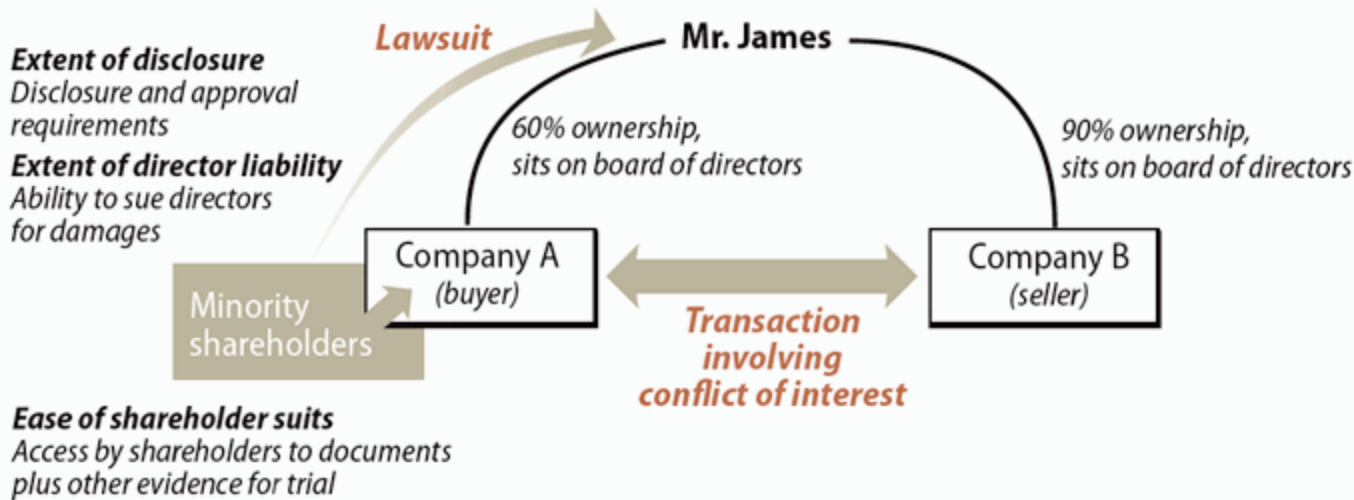 Lawsuit
Mr. James
Extent of disclosure
Disclosure and approval
requirements
Extent of director liability
Ability to sue directors
for damages
60% ownership,
sits on board of directors
90% ownership,
sits on board of directors
Company A
(buyer)
Company B
(seller)
Minority
shareholders
Transaction
involving
conflict of interest
Ease of shareholder suits
Access by shareholders to documents
plus other evidence for trial